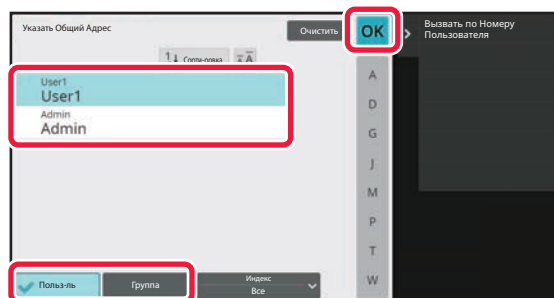 Указать Общий Адрес
Очистить
OK
Вызвать по Номеру
Пользователя
1 Сорти-ровка
A A
User1
User1
Admin
Admin
A
D
G
J
M
P
T
W
Польз-ль
Группа
Индекс
Все